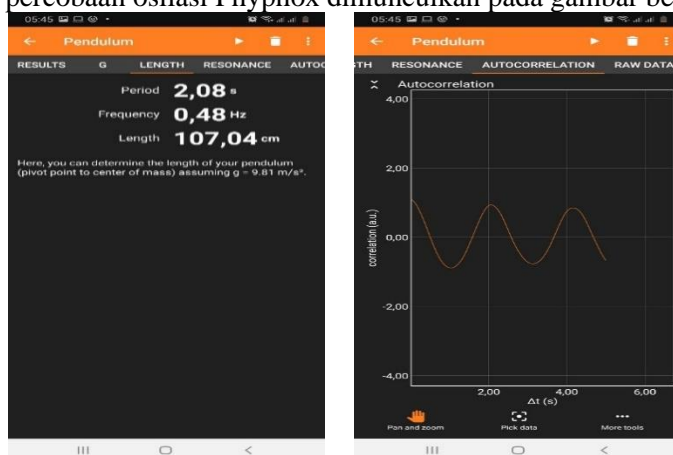 percobaan osilasi Phyphox dimunculkan pada gambar be
05:45
Pendulum
RESULTS G LENGTH RESONANCE AUTOC
Period 2,08 s
Frequency 0,48 Hz
Length 107,04 cm
Here, you can determine the length of your pendulum
(pivot point to center of mass) assuming g = 9.81 m/s².
05:45
Pendulum
TH RESONANCE AUTOCORRELATION RAW DATA
Autocorrelation
4,00
2,00
0,00
-2,00
-4,00
correlation (a.u.)
2,00 4,00 6,00
Δt (s)
Pan and zoom Pick data More tools